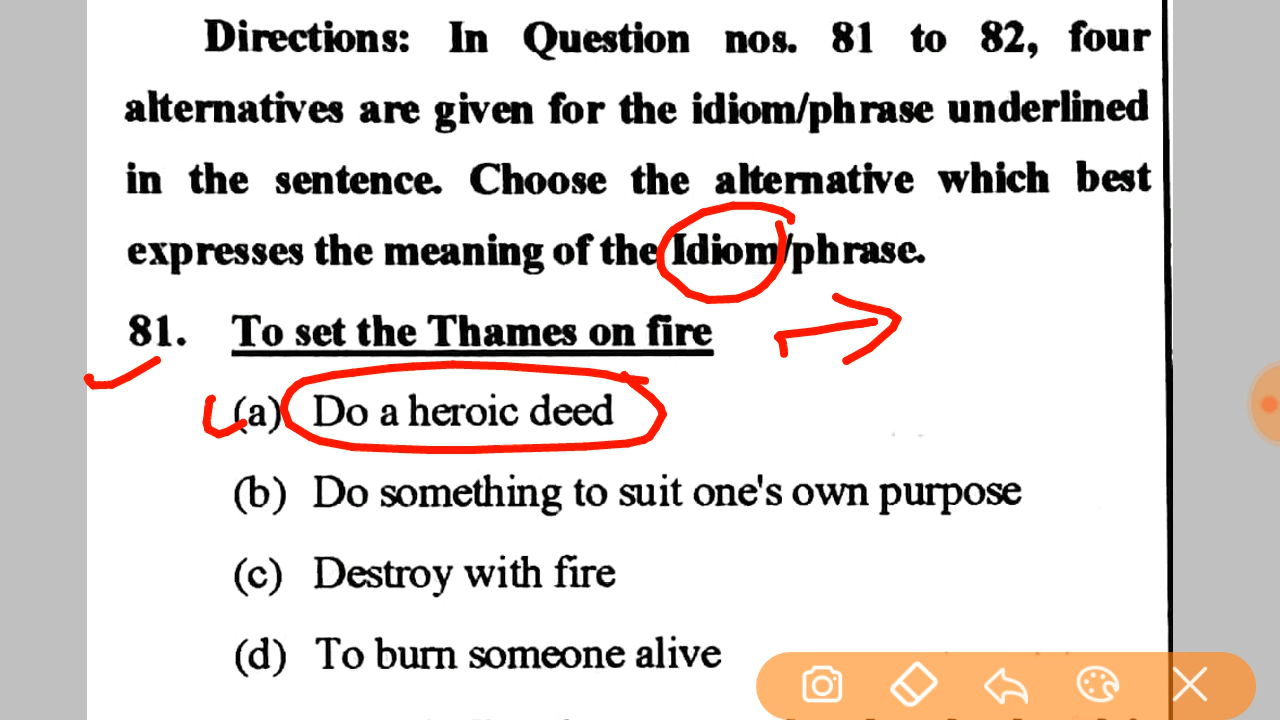 Directions: In Question nos. 81 to 82, four
alternatives are given for the idiom/phrase underlined
in the sentence. Choose the alternative which best
expresses the meaning of the Idiom/phrase.
81. To set the Thames on fire
(a) Do a heroic deed
(b) Do something to suit one's own purpose
(c) Destroy with fire
(d) To burn someone alive